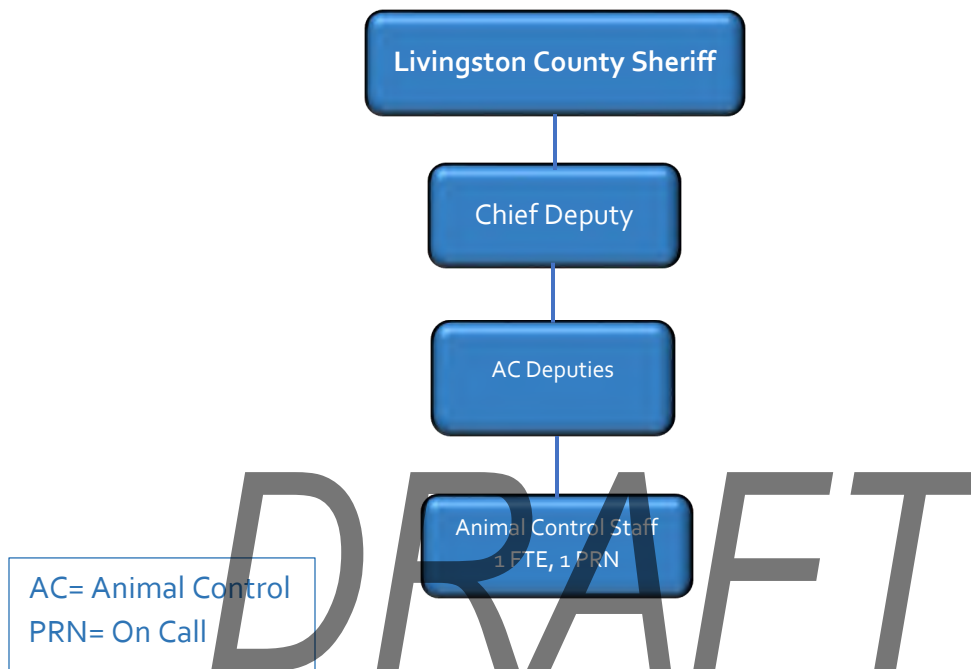 Livingston County Sheriff
Chief Deputy
AC Deputies
Animal Control Staff
1 FTE, 1 PRN
AC= Animal Control
PRN= On Call
DRAFT